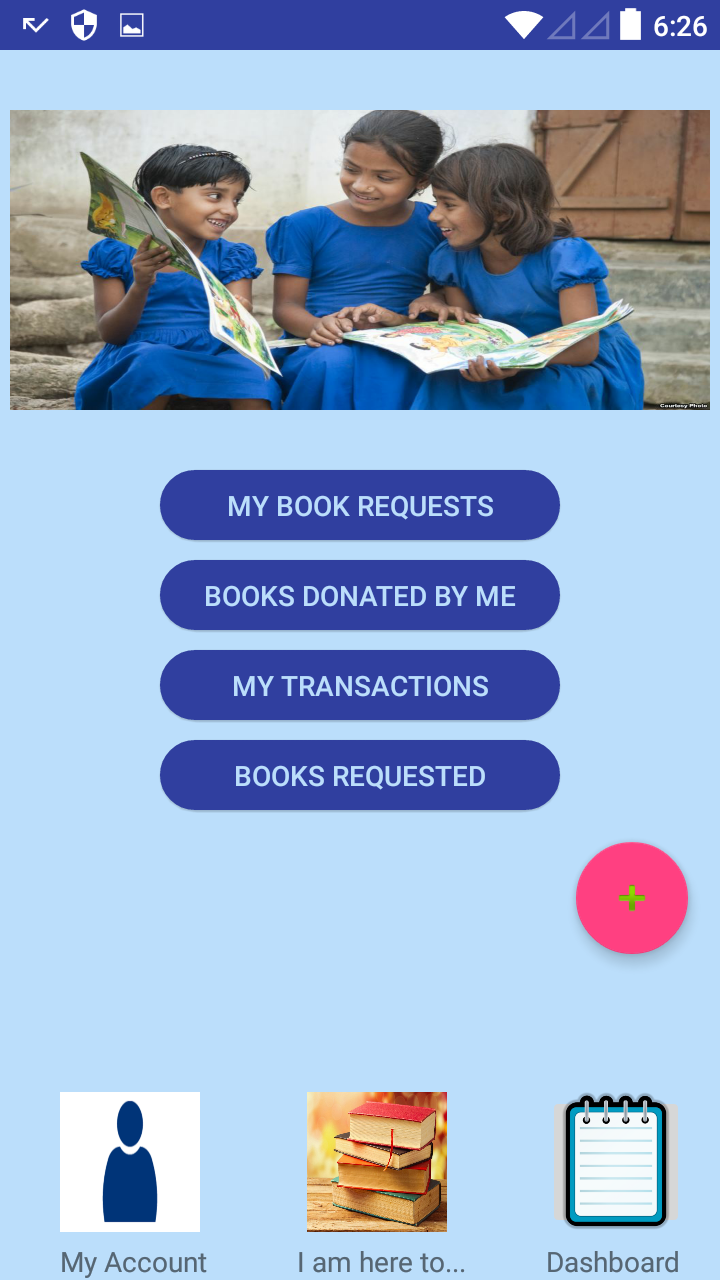 6:26
Courtesy Photo
MY BOOK REQUESTS
BOOKS DONATED BY ME
MY TRANSACTIONS
BOOKS REQUESTED
My Account
I am here to...
Dashboard